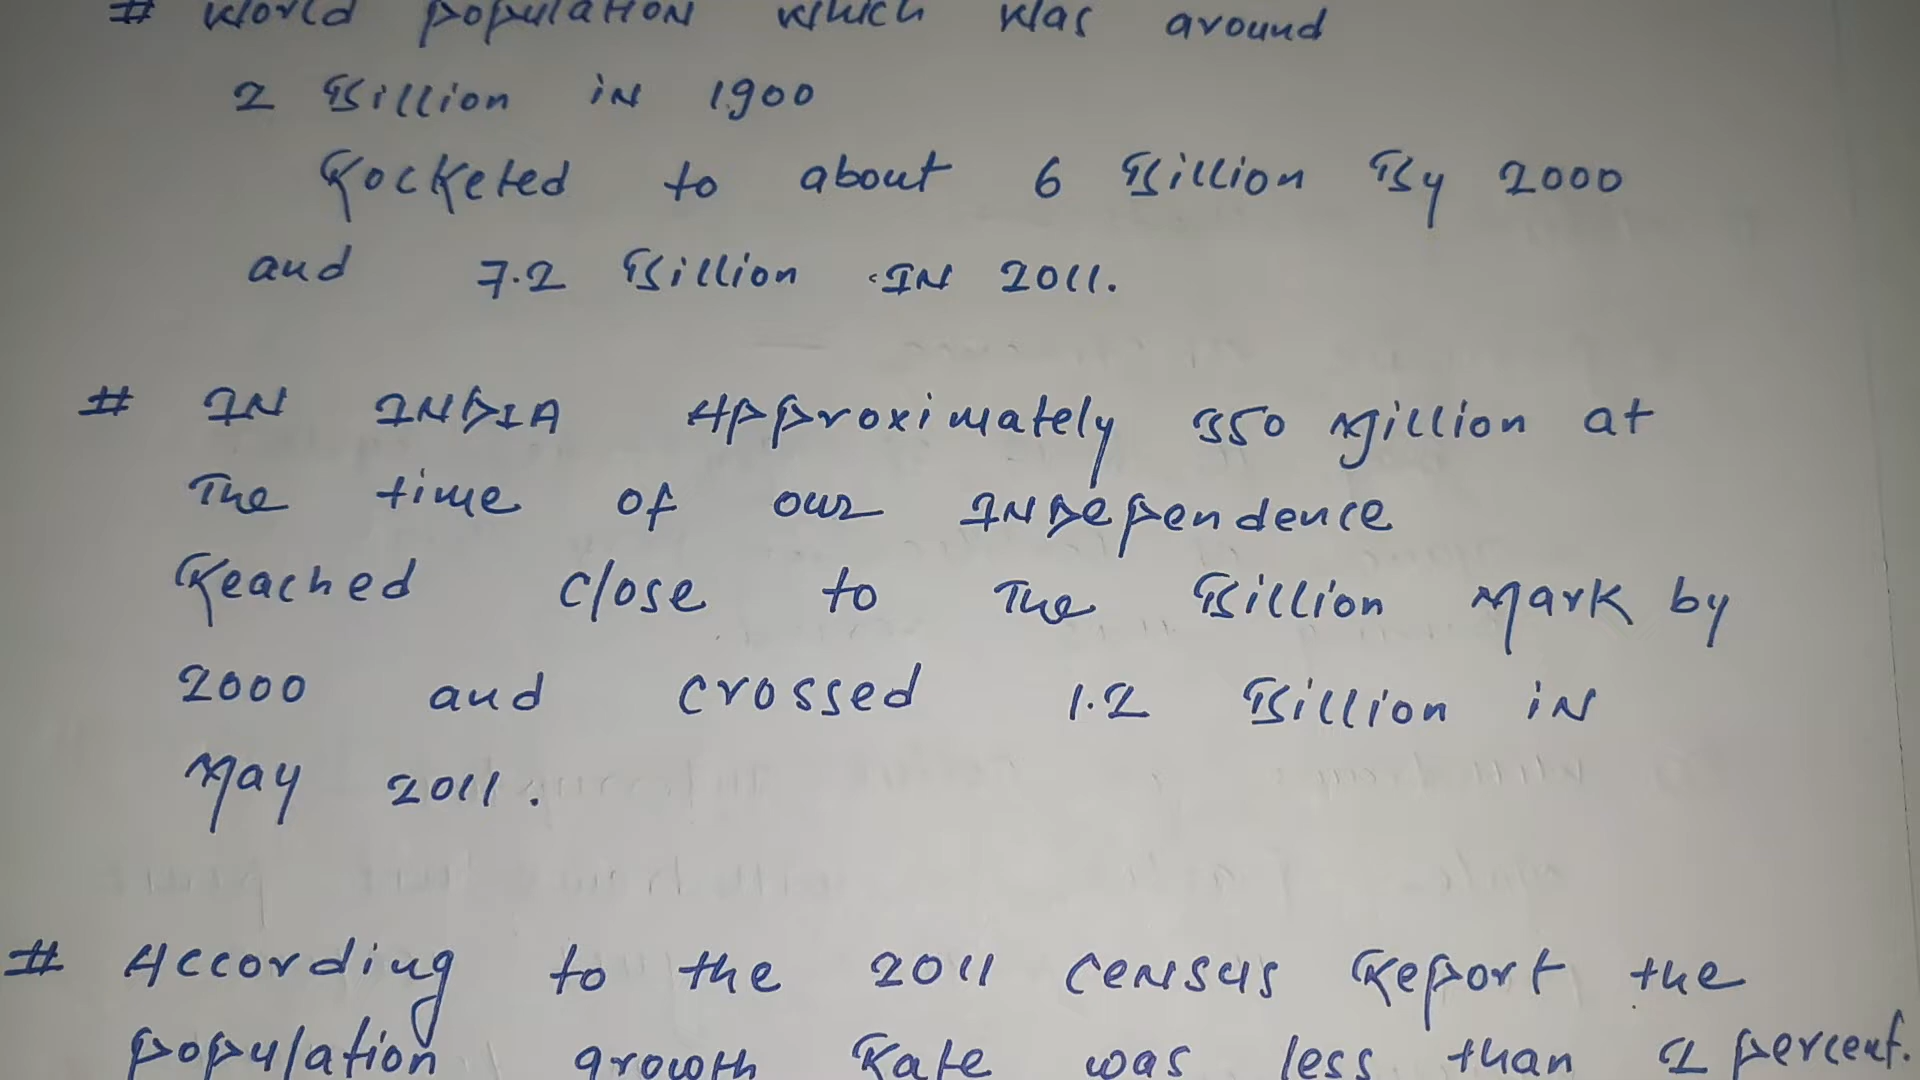 # World population which was around
2 Billion in 1900
Rocketed to about 6 Billion By 2000
and 7.2 Billion IN 2011.
# IN INDIA Approximately 350 Million at
The time of our INDependence
Reached close to The Billion Mark by
2000 and crossed 1.2 Billion in
May 2011.
# According to the 2011 census Report the
population growth Rate was less than 2 percent.